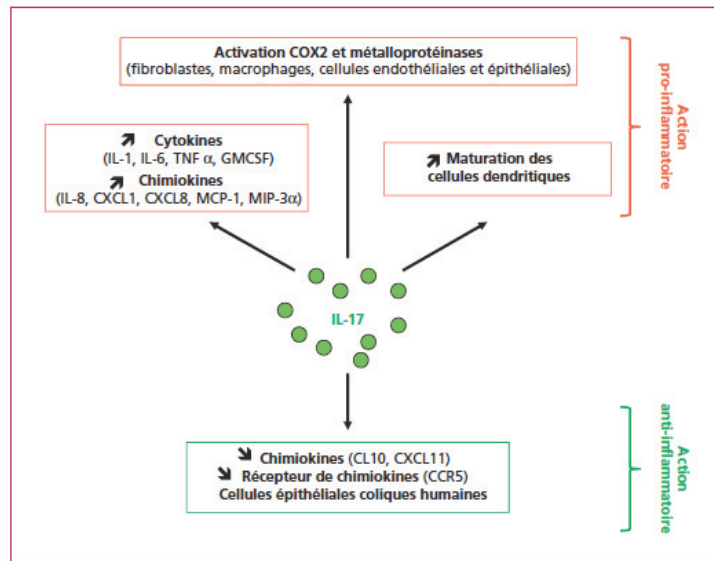 Activation COX2 et métalloprotéinases
(fibroblastes, macrophages, cellules endothéliales et épithéliales)
Action
pro-inflammatoire
Cytokines
(IL-1, IL-6, TNF α, GMCSF)
Chimiokines
(IL-8, CXCL1, CXCL8, MCP-1, MIP-3α)
Maturation des
cellules dendritiques
IL-17
Chimiokines (CL10, CXCL11)
Récepteur de chimiokines (CCR5)
Cellules épithéliales coliques humaines
Action
anti-inflammatoire